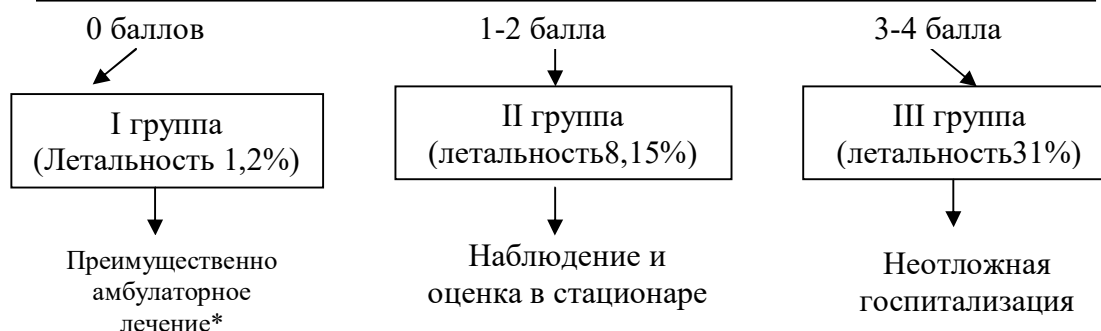 0 баллов
1-2 балла
3-4 балла
I группа
(Летальность 1,2%)
II группа
(летальность8,15%)
III группа
(летальность31%)
Преимущественно
амбулаторное
лечение*
Наблюдение и
оценка в стационаре
Неотложная
госпитализация